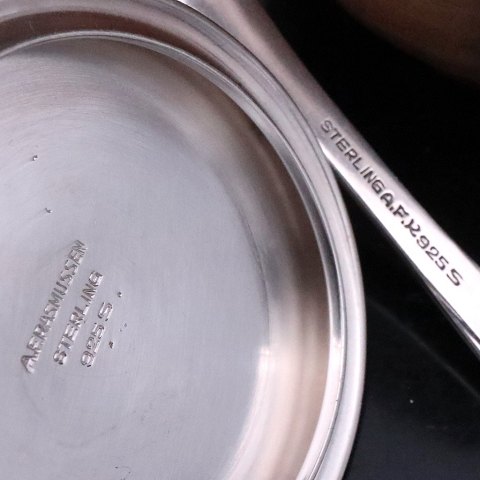 A.F.RASMUSSEN
STERLING
925.S.
STERLING A.F.R 925 S